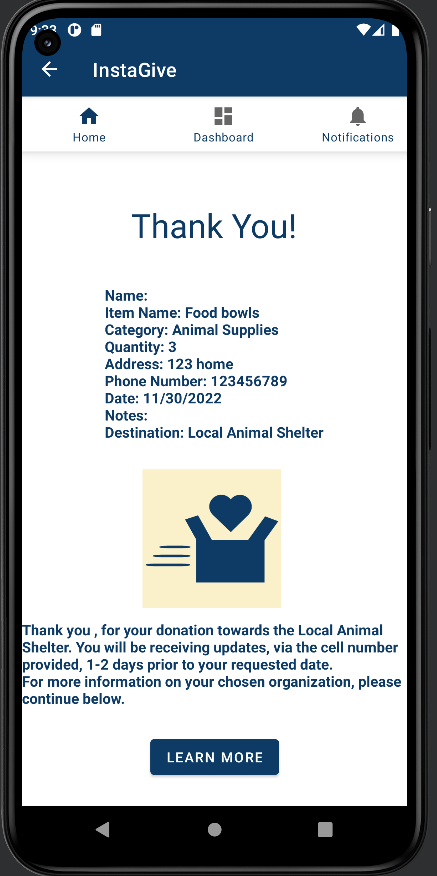 9:23
InstaGive
Home Dashboard Notifications
Thank You!
Name:
Item Name: Food bowls
Category: Animal Supplies
Quantity: 3
Address: 123 home
Phone Number: 123456789
Date: 11/30/2022
Notes:
Destination: Local Animal Shelter
Thank you , for your donation towards the Local Animal
Shelter. You will be receiving updates, via the cell number
provided, 1-2 days prior to your requested date.
For more information on your chosen organization, please
continue below.
LEARN MORE